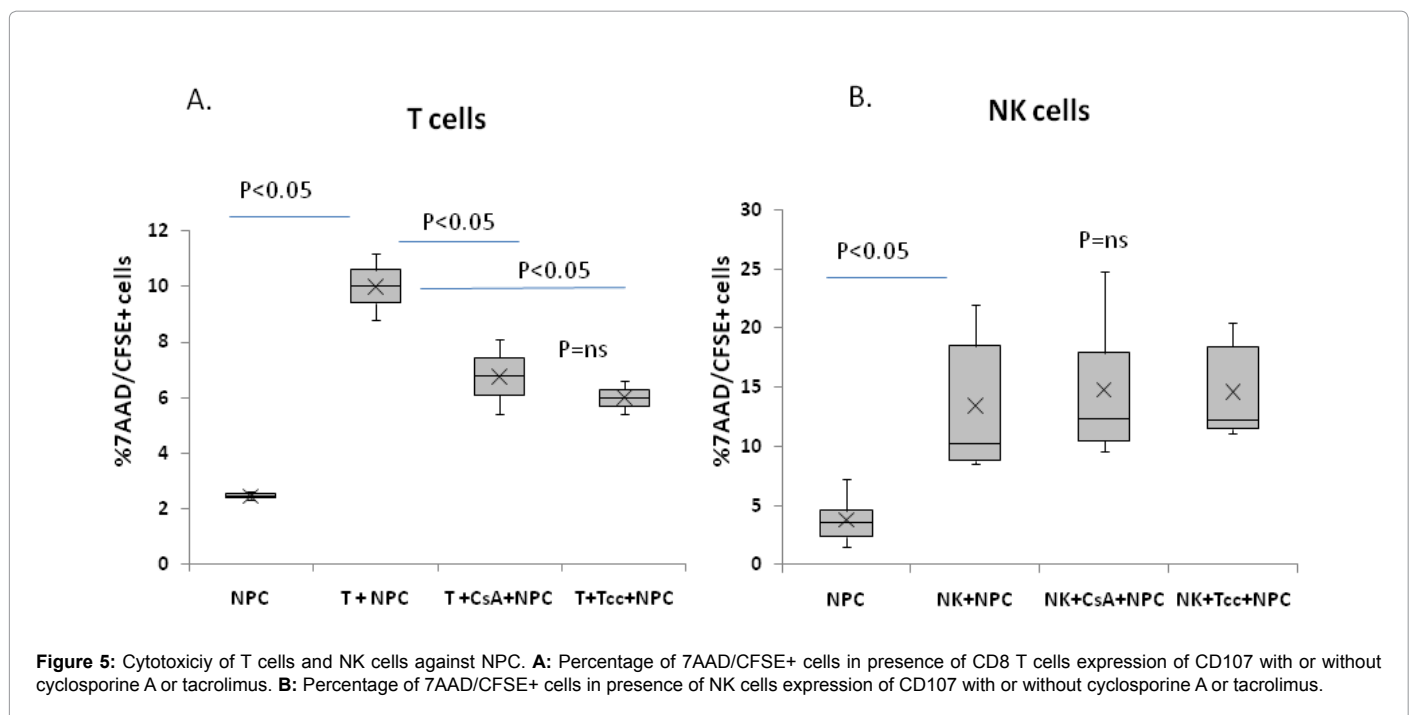 A.
T cells
P<0.05
P<0.05
P<0.05
P=ns
%7AAD/CFSE+ cells
12
10
8
6
4
2
0
NPC
T + NPC
T +CsA+NPC
T+Tcc+NPC
B.
NK cells
P<0.05
P=ns
%7AAD/CFSE+ cells
30
25
20
15
10
5
0
NPC
NK+NPC
NK+CsA+NPC
NK+Tcc+NPC
Figure 5: Cytotoxiciy of T cells and NK cells against NPC. A: Percentage of 7AAD/CFSE+ cells in presence of CD8 T cells expression of CD107 with or without
cyclosporine A or tacrolimus. B: Percentage of 7AAD/CFSE+ cells in presence of NK cells expression of CD107 with or without cyclosporine A or tacrolimus.